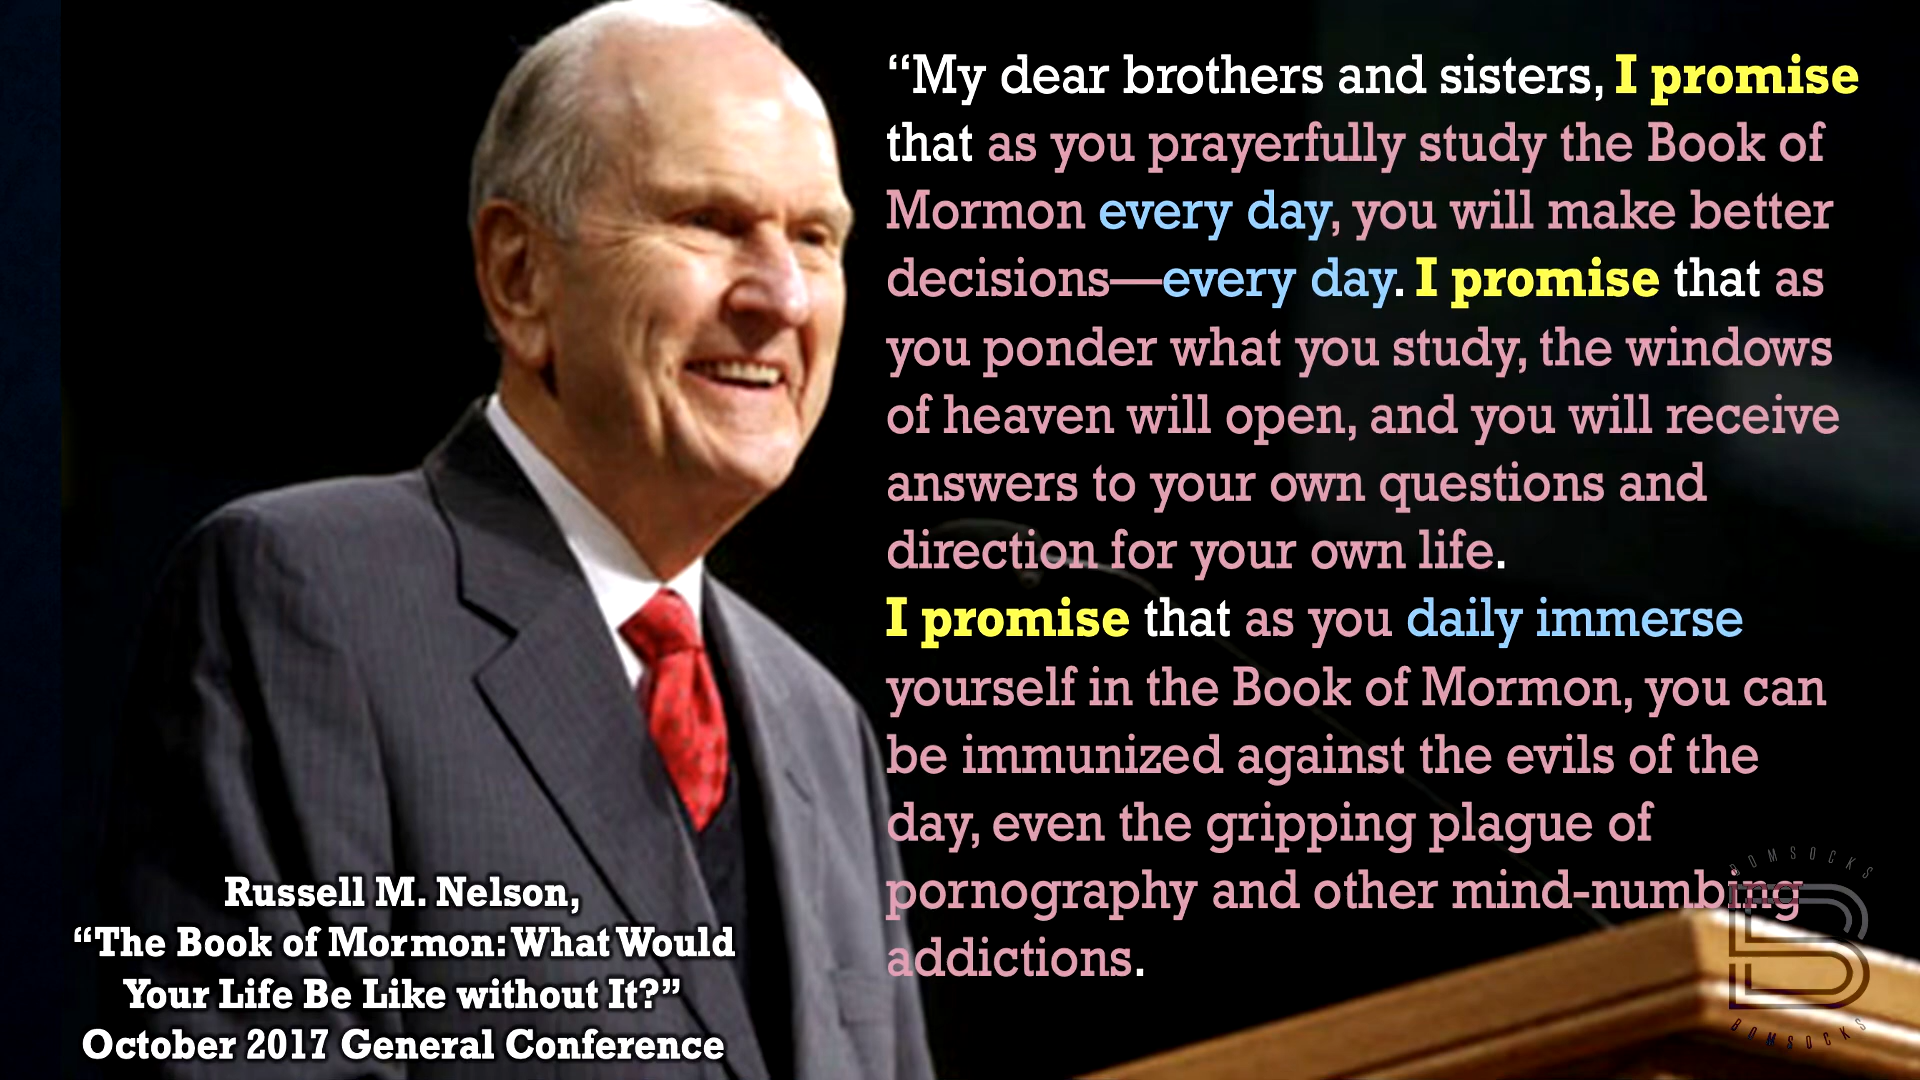 “My dear brothers and sisters, I promise
that as you prayerfully study the Book of
Mormon every day, you will make better
decisions—every day. I promise that as
you ponder what you study, the windows
of heaven will open, and you will receive
answers to your own questions and
direction for your own life.
I promise that as you daily immerse
yourself in the Book of Mormon, you can
be immunized against the evils of the
day, even the gripping plague of
pornography and other mind-numbing
addictions.
Russell M. Nelson,
“The Book of Mormon: What Would
Your Life Be Like without It?”
October 2017 General Conference
BOMSOCKS
B
BOMSOCKS